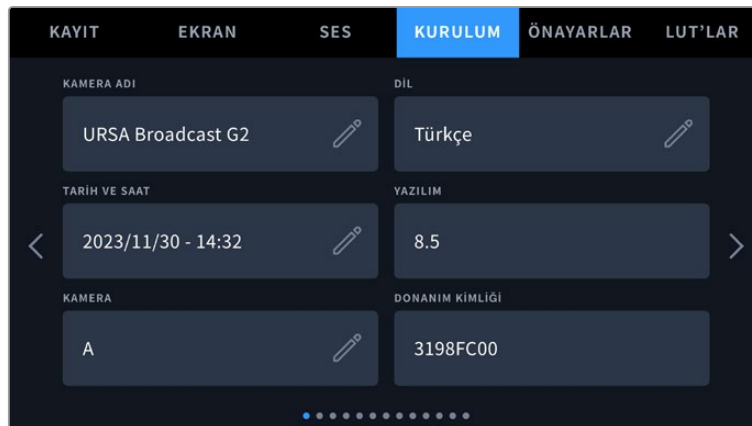 KAYIT EKRAN SES KURULUM ÖNAYARLAR LUT’LAR
KAMERA ADI DİL
URSA Broadcast G2 Türkçe
TARİH VE SAAT YAZILIM
2023/11/30 - 14:32 8.5
KAMERA DONANIM KİMLİĞİ
A 3198FC00